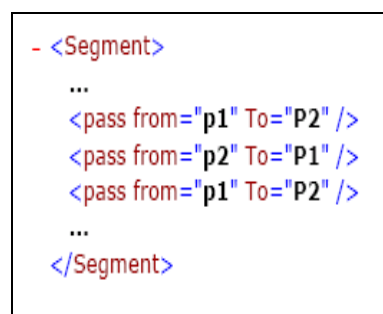 - <Segment>
...
<pass from="p1" To="P2" />
<pass from="p2" To="P1" />
<pass from="p1" To="P2" />
...
</Segment>